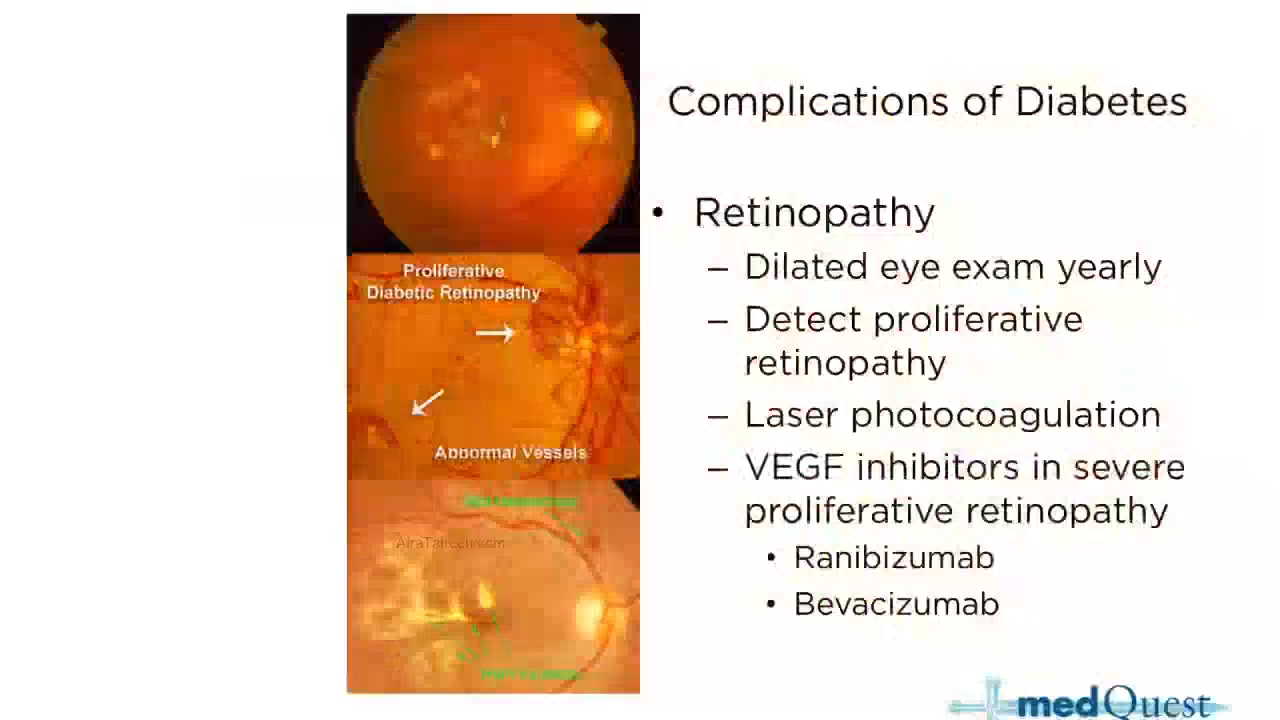 Complications of Diabetes
• Retinopathy
– Dilated eye exam yearly
– Detect proliferative
retinopathy
– Laser photocoagulation
– VEGF inhibitors in severe
proliferative retinopathy
• Ranibizumab
• Bevacizumab
Proliferative
Diabetic Retinopathy
Abnormal Vessels
medQuest